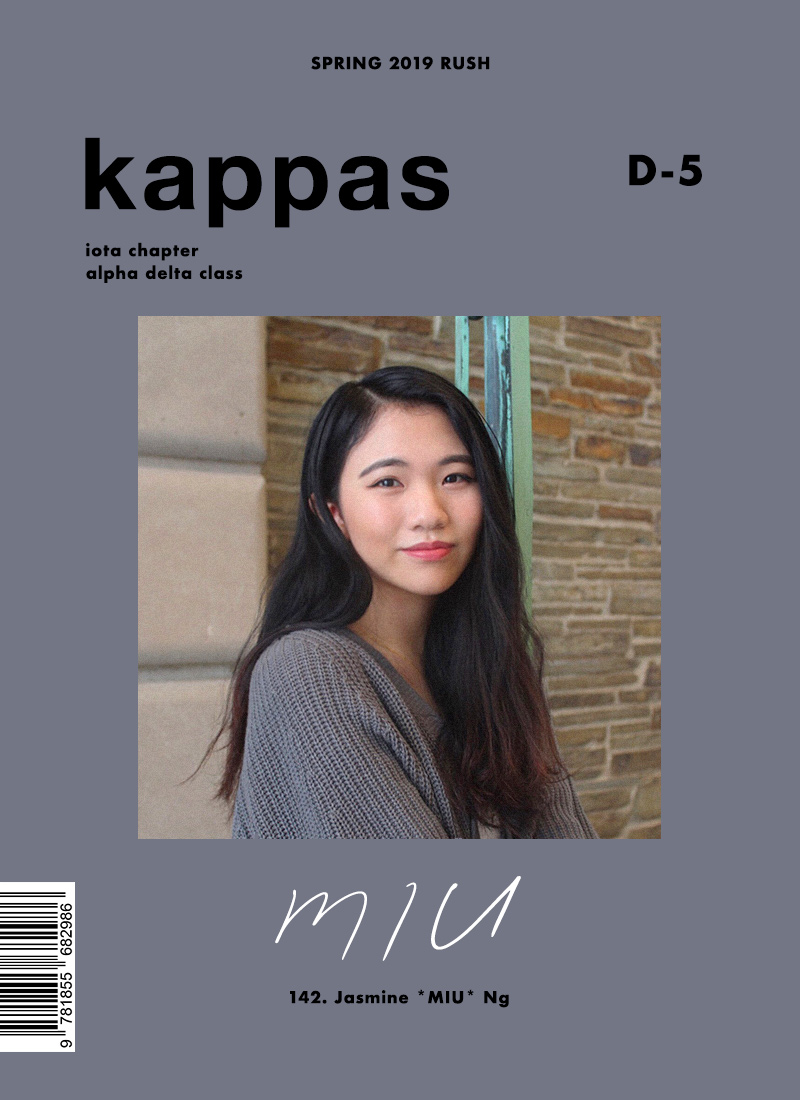 SPRING 2019 RUSH
kappas
D-5
iota chapter
alpha delta class
MIU
142. Jasmine *MIU* Ng
9 781855 682986